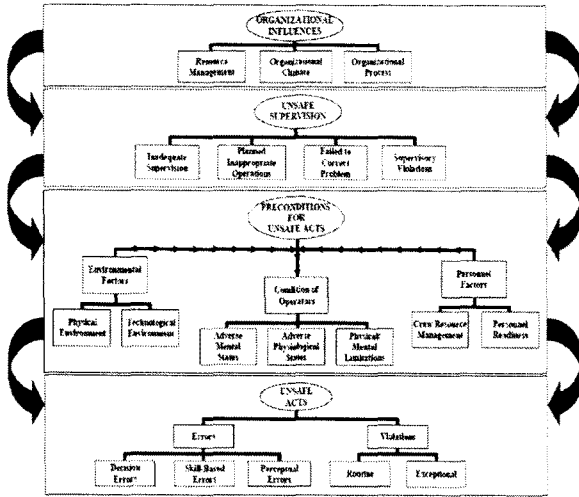 ORGANIZATIONAL
INFLUENCES
Resource
Management
Organizational
Climate
Organizational
Process
UNSAFE
SUPERVISION
Inadequate
Supervision
Planned
Inappropriate
Operations
Failed to
Correct
Problem
Supervisory
Violations
PRECONDITIONS
FOR
UNSAFE ACTS
Environmental
Factors
Condition of
Operators
Personnel
Factors
Physical
Environment
Technological
Environment
Adverse
Mental
Status
Adverse
Physiological
Status
Physical/
Mental
Limitations
Crew Resource
Management
Personnel
Readiness
UNSAFE
ACTS
Errors
Violations
Decision
Errors
Skill-Based
Errors
Perceptual
Errors
Routine
Exceptional